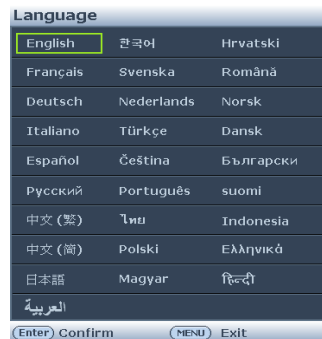 Language
English 한국어 Hrvatski
Français Svenska Română
Deutsch Nederlands Norsk
Italiano Türkçe Dansk
Español Čeština Български
Русский Português suomi
中文 (繁) ไทย Indonesia
中文 (简) Polski Ελληνικά
日本語 Magyar हिन्दी
العربية
Enter Confirm MENU Exit